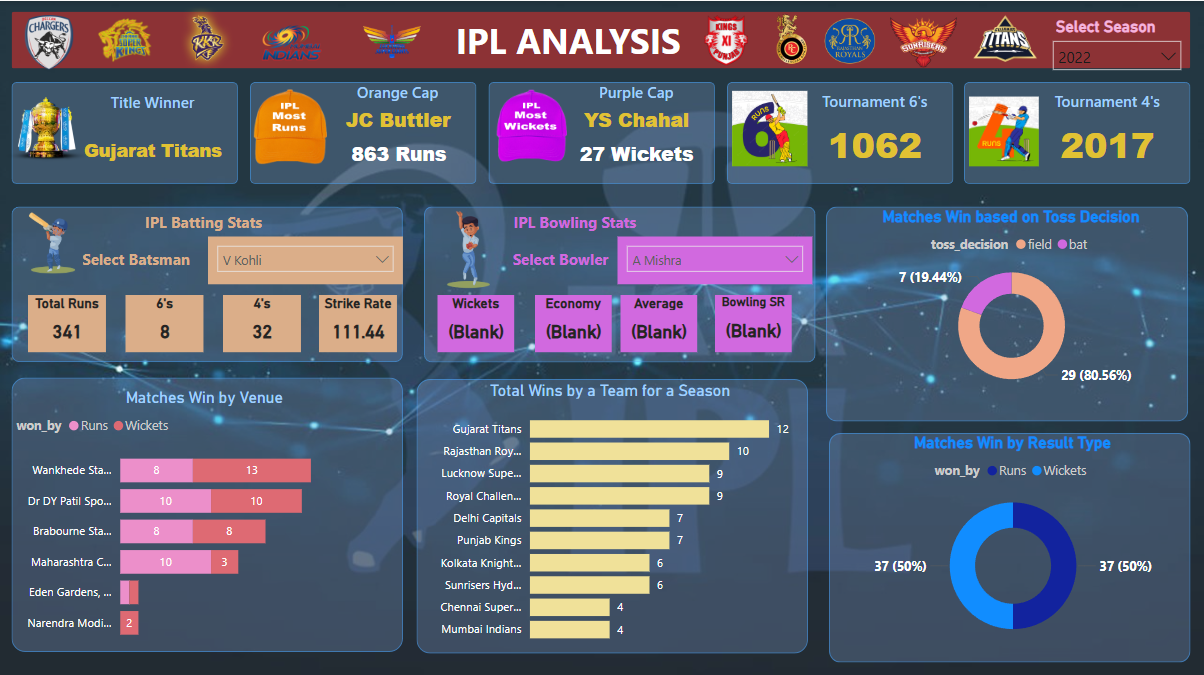 CHARGERS
KKR
INDIANS
IPL ANALYSIS
KINGS
XI
PUNJAB
RR
RAJASTHAN
ROYALS
SUNRISERS
TITANS
Select Season
2022
Title Winner
Gujarat Titans
IPL
Most
Runs
Orange Cap
JC Buttler
863 Runs
IPL
Most
Wickets
Purple Cap
YS Chahal
27 Wickets
6
RUNS
Tournament 6's
1062
4
RUNS
Tournament 4's
2017
IPL Batting Stats
Select Batsman
V Kohli
Total Runs
341
6's
8
4's
32
Strike Rate
111.44
IPL Bowling Stats
Select Bowler
A Mishra
Wickets
(Blank)
Economy
(Blank)
Average
(Blank)
Bowling SR
(Blank)
Matches Win based on Toss Decision
toss_decision field bat
7 (19.44%)
29 (80.56%)
Matches Win by Venue
won_by Runs Wickets
Wankhede Sta... 8 13
Dr DY Patil Spo... 10 10
Brabourne Sta... 8 8
Maharashtra C... 10 3
Eden Gardens, ...
Narendra Modi... 2
Total Wins by a Team for a Season
Gujarat Titans 12
Rajasthan Roy... 10
Lucknow Supe... 9
Royal Challen... 9
Delhi Capitals 7
Punjab Kings 7
Kolkata Knight... 6
Sunrisers Hyd... 6
Chennai Super... 4
Mumbai Indians 4
Matches Win by Result Type
won_by Runs Wickets
37 (50%)
37 (50%)
IPL